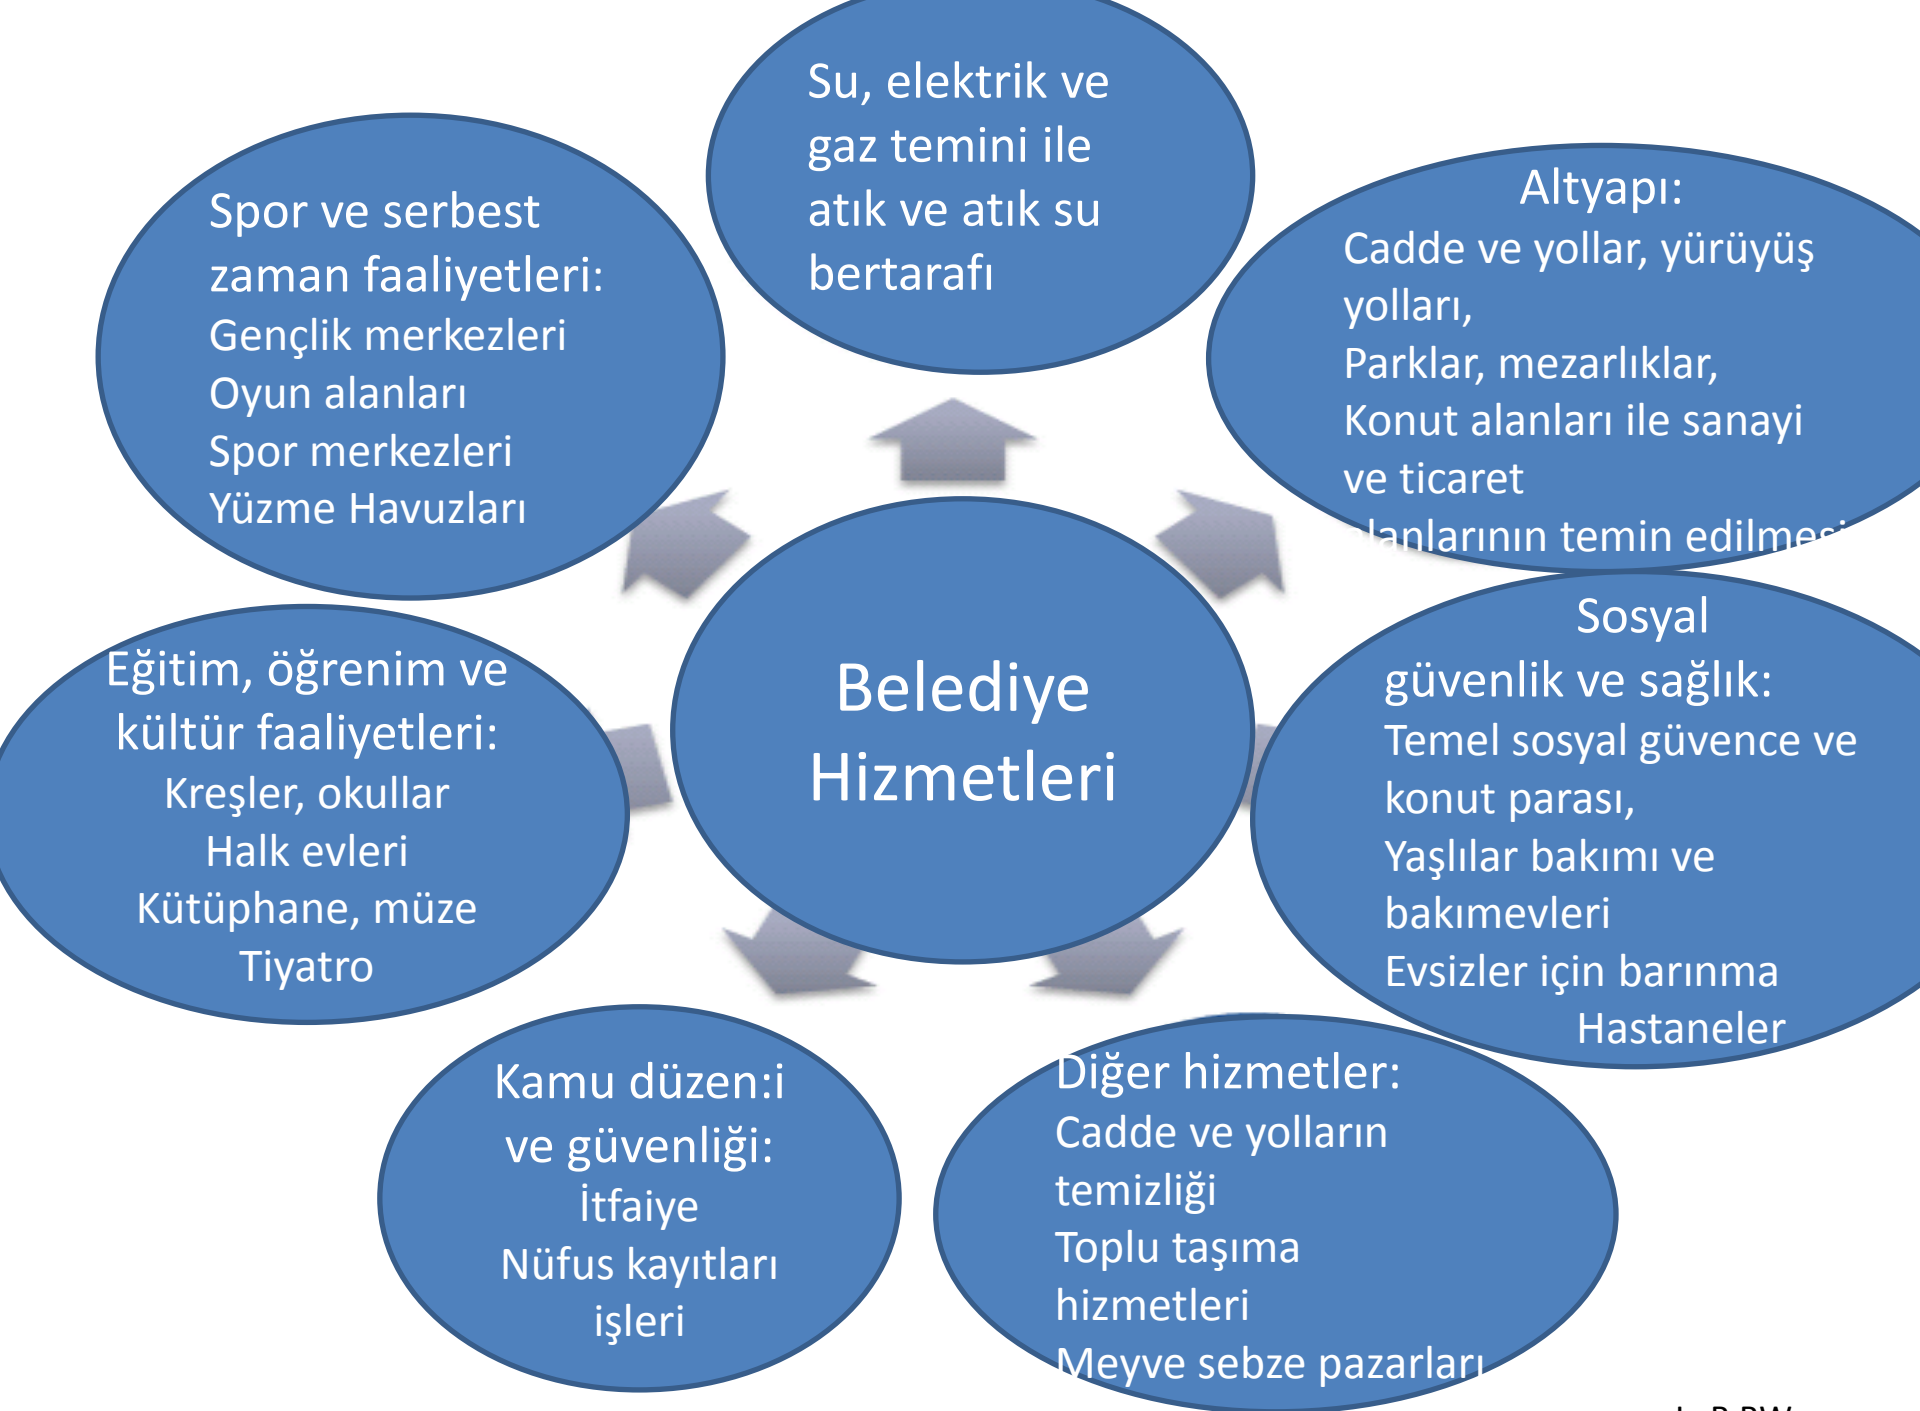 Su, elektrik ve
gaz temini ile
atık ve atık su
bertarafı
Spor ve serbest
zaman faaliyetleri:
Gençlik merkezleri
Oyun alanları
Spor merkezleri
Yüzme Havuzları
Altyapı:
Cadde ve yollar, yürüyüş
yolları,
Parklar, mezarlıklar,
Konut alanları ile sanayi
ve ticaret
alanlarının temin edilmesi
Belediye
Hizmetleri
Eğitim, öğrenim ve
kültür faaliyetleri:
Kreşler, okullar
Halk evleri
Kütüphane, müze
Tiyatro
Sosyal
güvenlik ve sağlık:
Temel sosyal güvence ve
konut parası,
Yaşlılar bakımı ve
bakımevleri
Evsizler için barınma
Hastaneler
Kamu düzen:i
ve güvenliği:
İtfaiye
Nüfus kayıtları
işleri
Diğer hizmetler:
Cadde ve yolların
temizliği
Toplu taşıma
hizmetleri
Meyve sebze pazarları